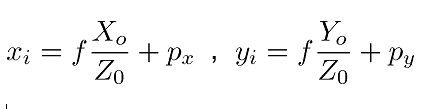 x_i = f \frac{X_o}{Z_0} + p_x , y_i = f \frac{Y_o}{Z_0} + p_y